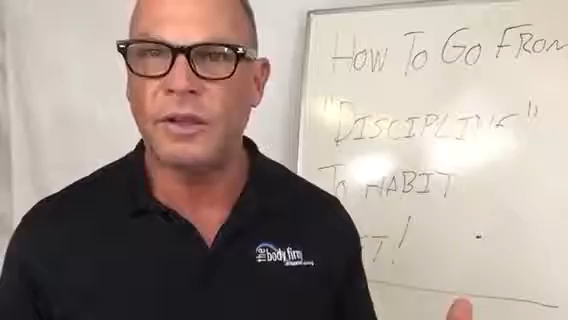 HOW TO GO FROM
"DISCIPLINE"
TO HABIT
the body firm